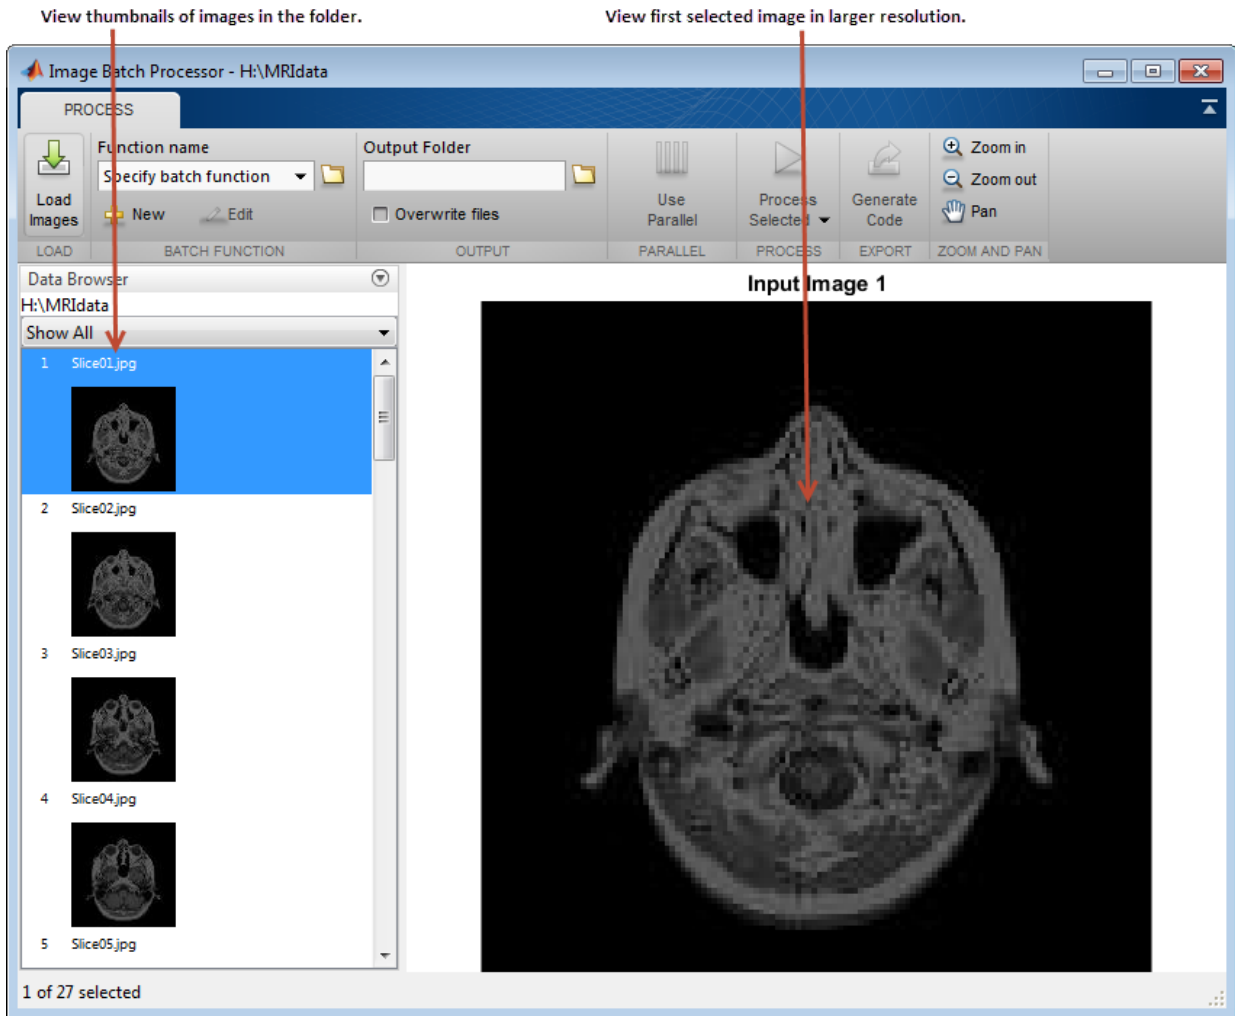 View thumbnails of images in the folder.
View first selected image in larger resolution.
Image Batch Processor - H:\MRIdata
PROCESS
Load Images
Function name
Specify batch function
New
Edit
Output Folder
Overwrite files
Use Parallel
Process Selected
Generate Code
Zoom in
Zoom out
Pan
LOAD
BATCH FUNCTION
OUTPUT
PARALLEL
PROCESS
EXPORT
ZOOM AND PAN
Data Browser
H:\MRIdata
Show All
1 Slice01.jpg
2 Slice02.jpg
3 Slice03.jpg
4 Slice04.jpg
5 Slice05.jpg
Input Image 1
1 of 27 selected